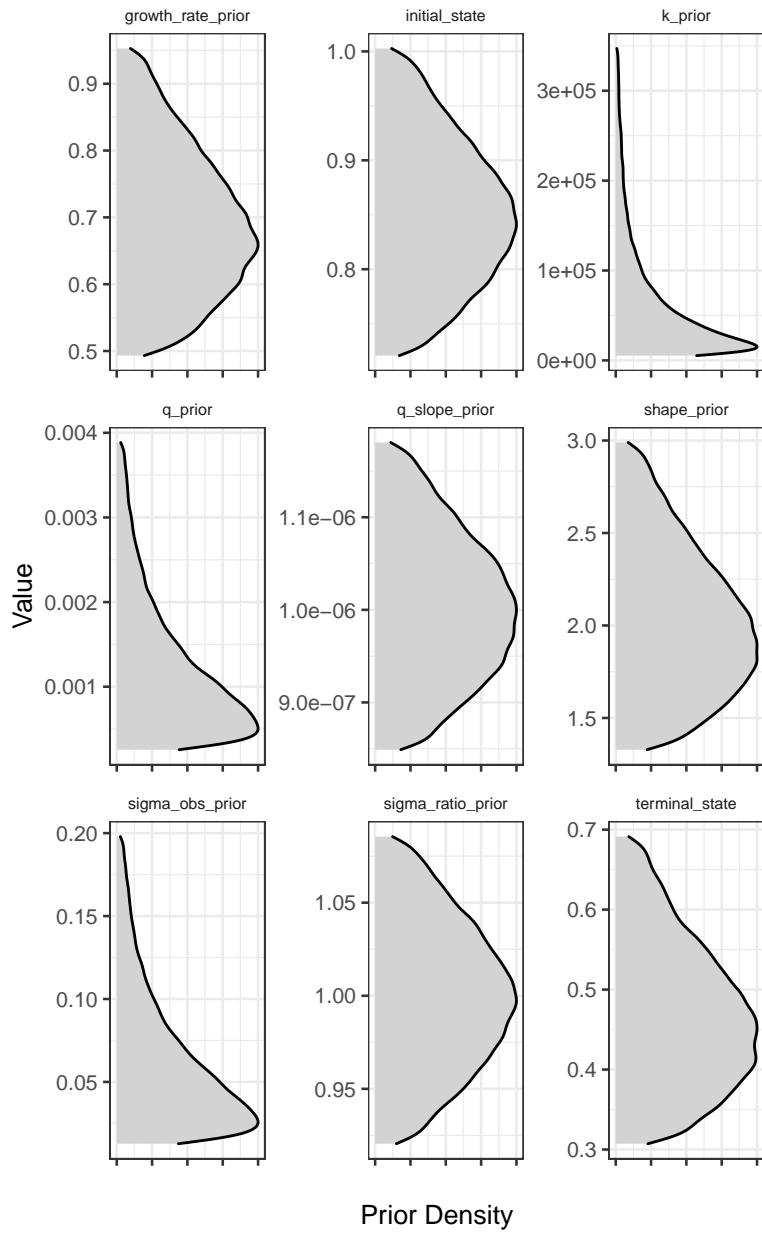 growth_rate_prior
0.9
0.8
0.7
0.6
0.5
initial_state
1.0
0.9
0.8
k_prior
3e+05
2e+05
1e+05
0e+00
q_prior
0.004
0.003
0.002
0.001
q_slope_prior
1.1e−06
1.0e−06
9.0e−07
shape_prior
3.0
2.5
2.0
1.5
sigma_obs_prior
0.20
0.15
0.10
0.05
sigma_ratio_prior
1.05
1.00
0.95
terminal_state
0.7
0.6
0.5
0.4
0.3
Value
Prior Density